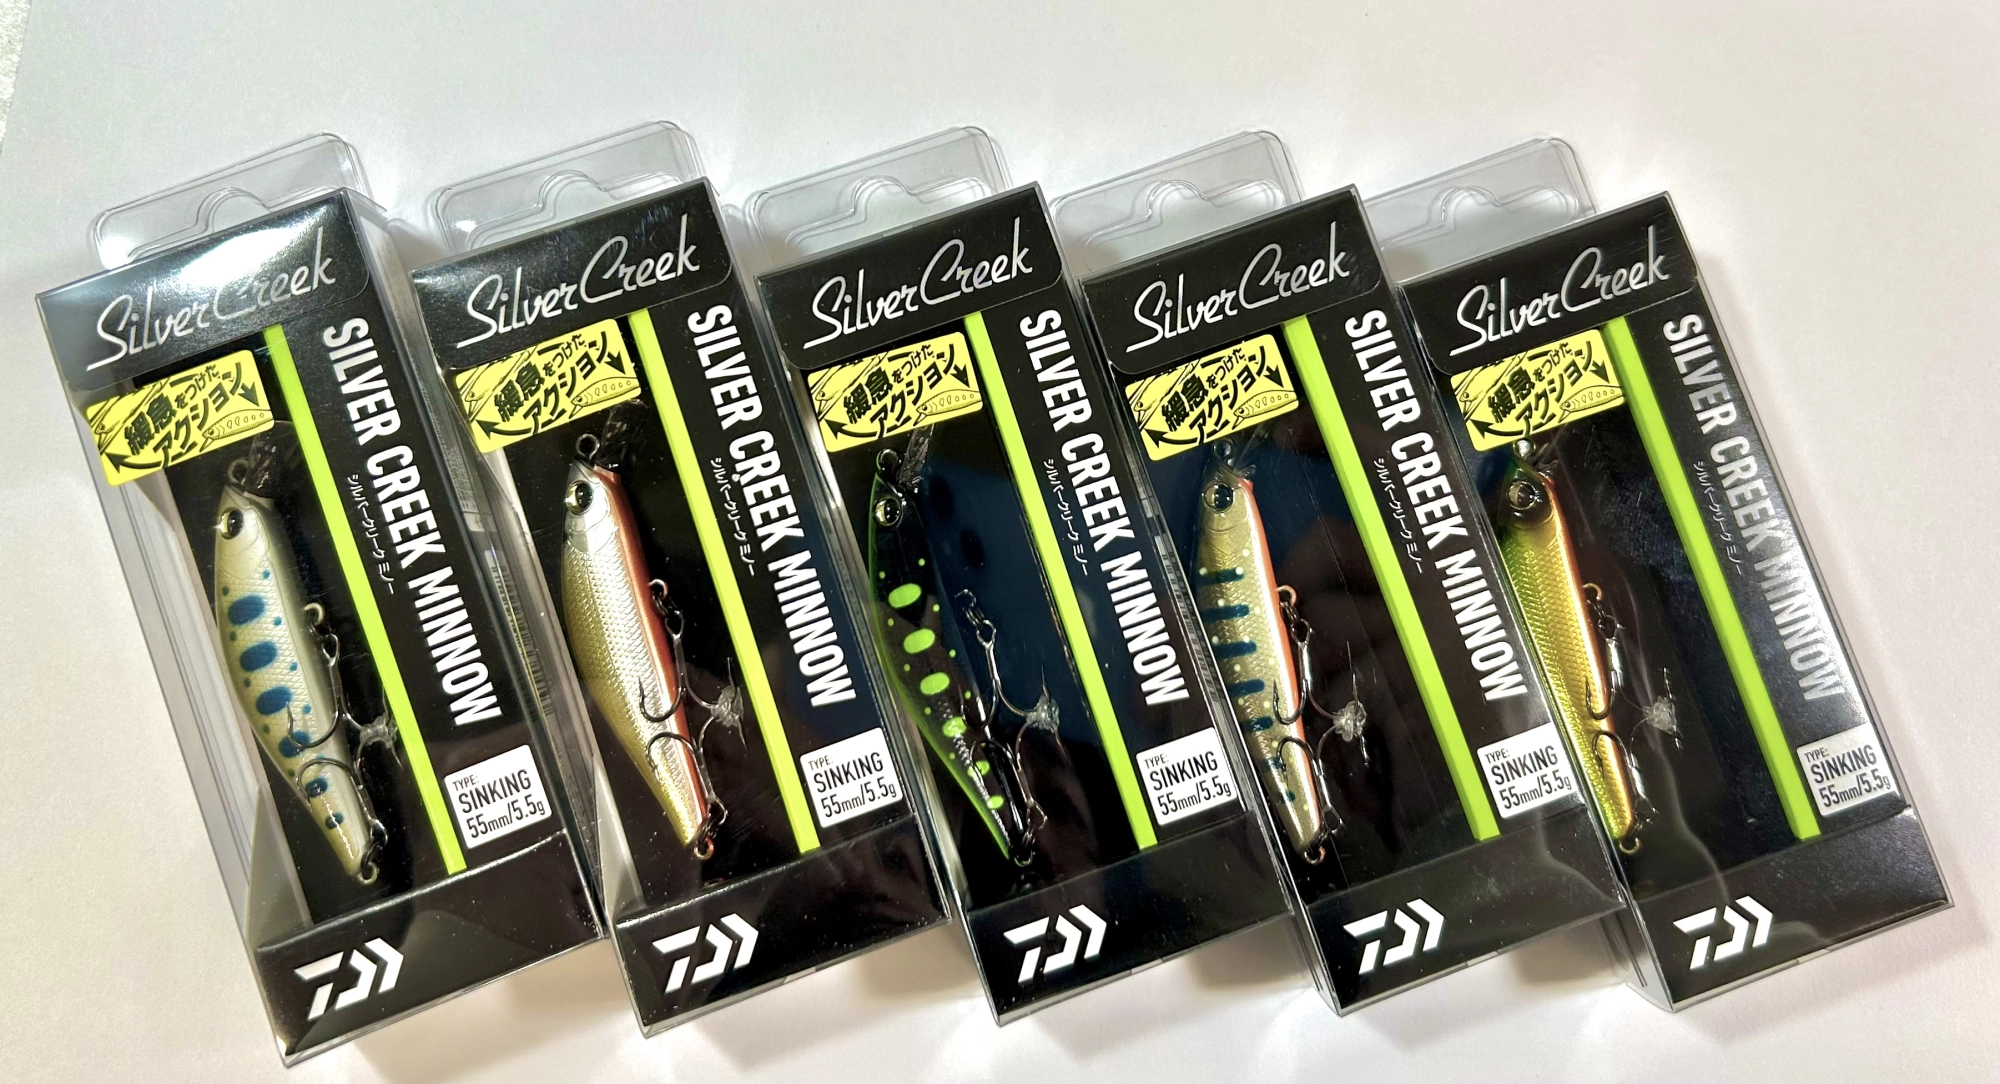 Silver Creek
緩急をつけた
アクション
SILVER CREEK MINNOW
シルバークリークミノー
TYPE:
SINKING
55mm/5.5g
Silver Creek
緩急をつけた
アクション
SILVER CREEK MINNOW
シルバークリークミノー
TYPE:
SINKING
55mm/5.5g
Silver Creek
緩急をつけた
アクション
SILVER CREEK MINNOW
シルバークリークミノー
TYPE:
SINKING
55mm/5.5g
Silver Creek
緩急をつけた
アクション
SILVER CREEK MINNOW
シルバークリークミノー
TYPE:
SINKING
55mm/5.5g
Silver Creek
緩急をつけた
アクション
SILVER CREEK MINNOW
シルバークリークミノー
TYPE:
SINKING
55mm/5.5g